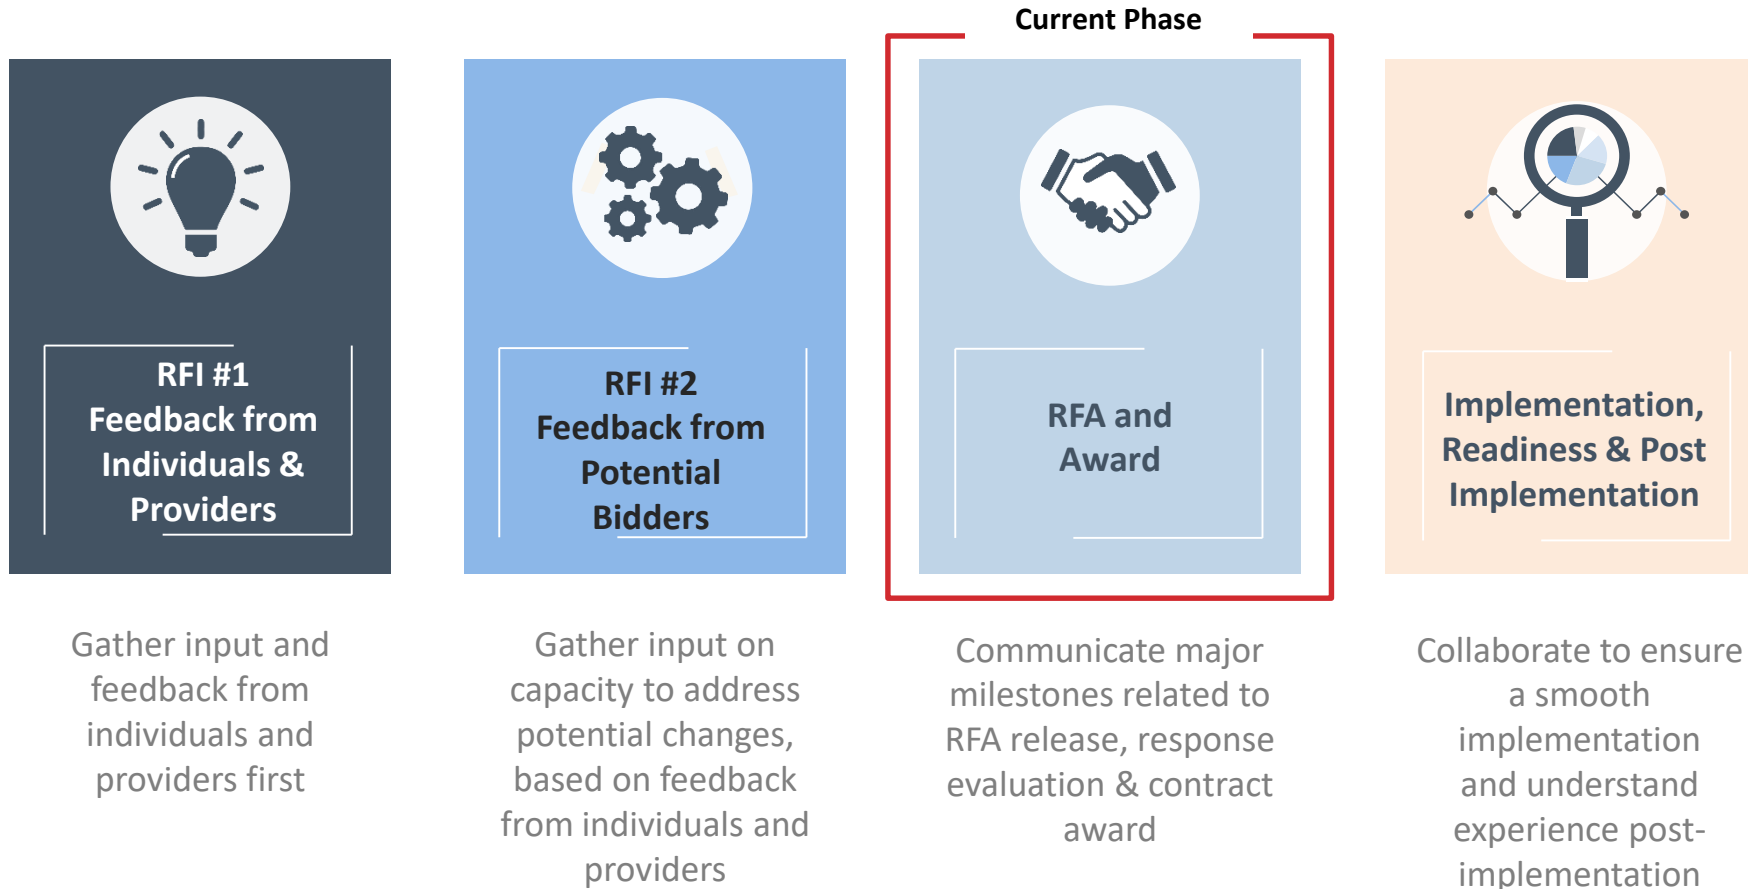 Current Phase
RFI #1
Feedback from
Individuals &
Providers
RFI #2
Feedback from
Potential
Bidders
RFA and
Award
Implementation,
Readiness & Post
Implementation
Gather input and
feedback from
individuals and
providers first
Gather input on
capacity to address
potential changes,
based on feedback
from individuals and
providers
Communicate major
milestones related to
RFA release, response
evaluation & contract
award
Collaborate to ensure
a smooth
implementation
and understand
experience post-
implementation